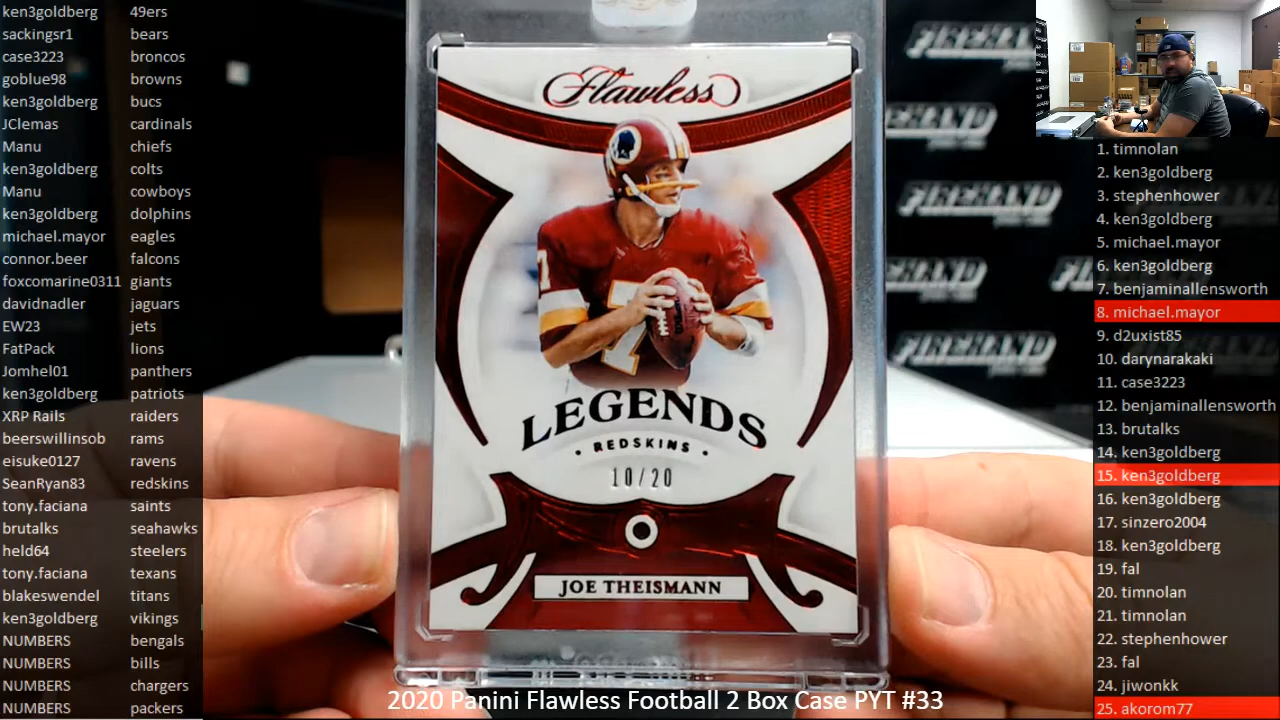 ken3goldberg 49ers
sackingsr1 bears
case3223 broncos
goblue98 browns
ken3goldberg bucs
JClemas cardinals
Manu chiefs
ken3goldberg colts
Manu cowboys
ken3goldberg dolphins
michael.mayor eagles
connor.beer falcons
foxcomarine0311 giants
davidnadler jaguars
EW23 jets
FatPack lions
Jomhel01 panthers
ken3goldberg patriots
XRP Rails raiders
beerswillinsob rams
eisuke0127 ravens
SeanRyan83 redskins
tony.faciana saints
brutalks seahawks
held64 steelers
tony.faciana texans
blakeswendel titans
ken3goldberg vikings
NUMBERS bengals
NUMBERS bills
NUMBERS chargers
NUMBERS packers
Flawless
7
7
LEGENDS
• REDSKINS •
10/20
JOE THEISMANN
2020 Panini Flawless Football 2 Box Case PYT #33
FIREHAND
FIREHAND
FIREHAND
FIREHAND
1. timnolan
2. ken3goldberg
3. stephenhower
4. ken3goldberg
5. michael.mayor
6. ken3goldberg
7. benjaminallensworth
8. michael.mayor
9. d2uxist85
10. darynarakaki
11. case3223
12. benjaminallensworth
13. brutalks
14. ken3goldberg
15. ken3goldberg
16. ken3goldberg
17. sinzero2004
18. ken3goldberg
19. fal
20. timnolan
21. timnolan
22. stephenhower
23. fal
24. jiwonkk
25. akorom77